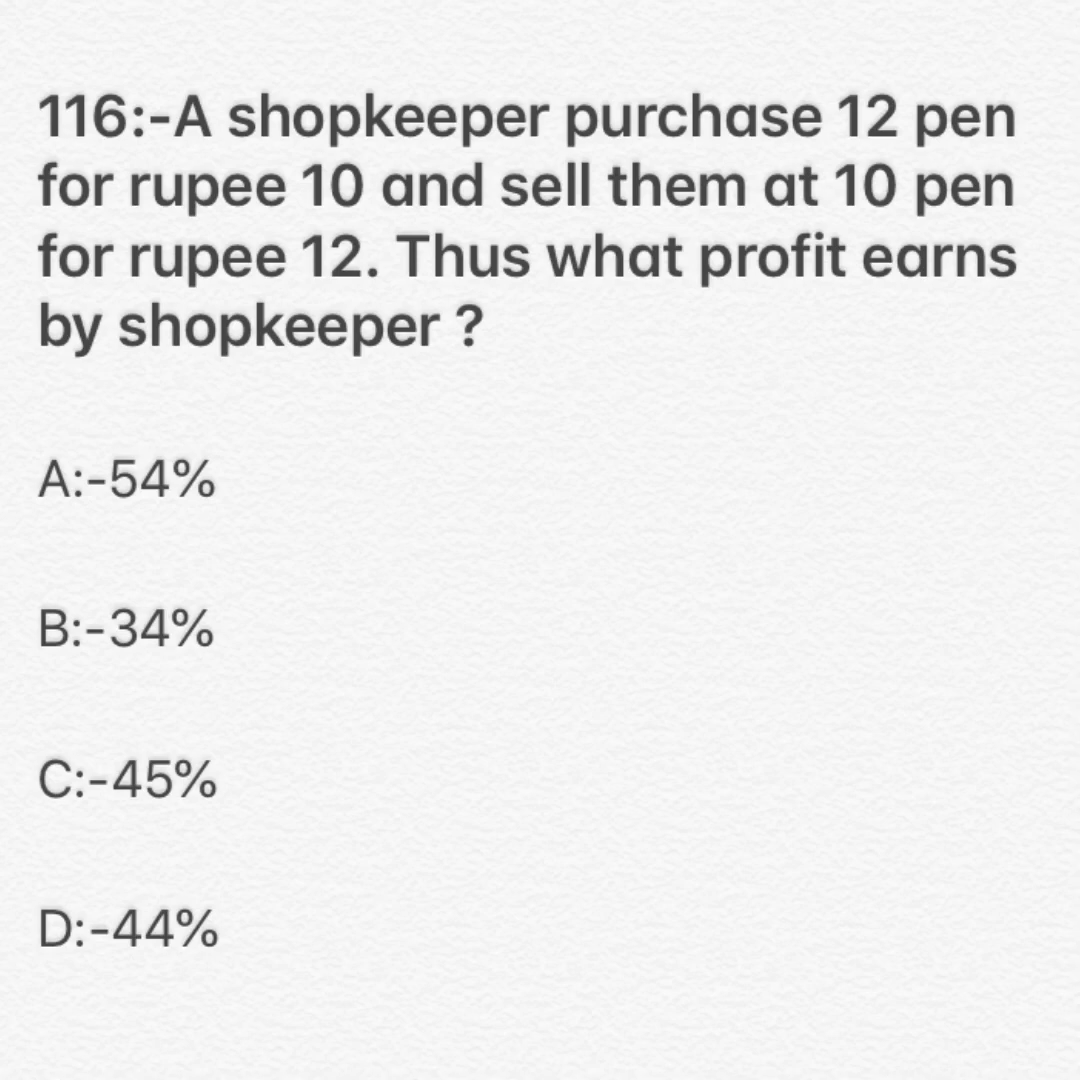 116:-A shopkeeper purchase 12 pen
for rupee 10 and sell them at 10 pen
for rupee 12. Thus what profit earns
by shopkeeper ?
A:-54%
B:-34%
C:-45%
D:-44%